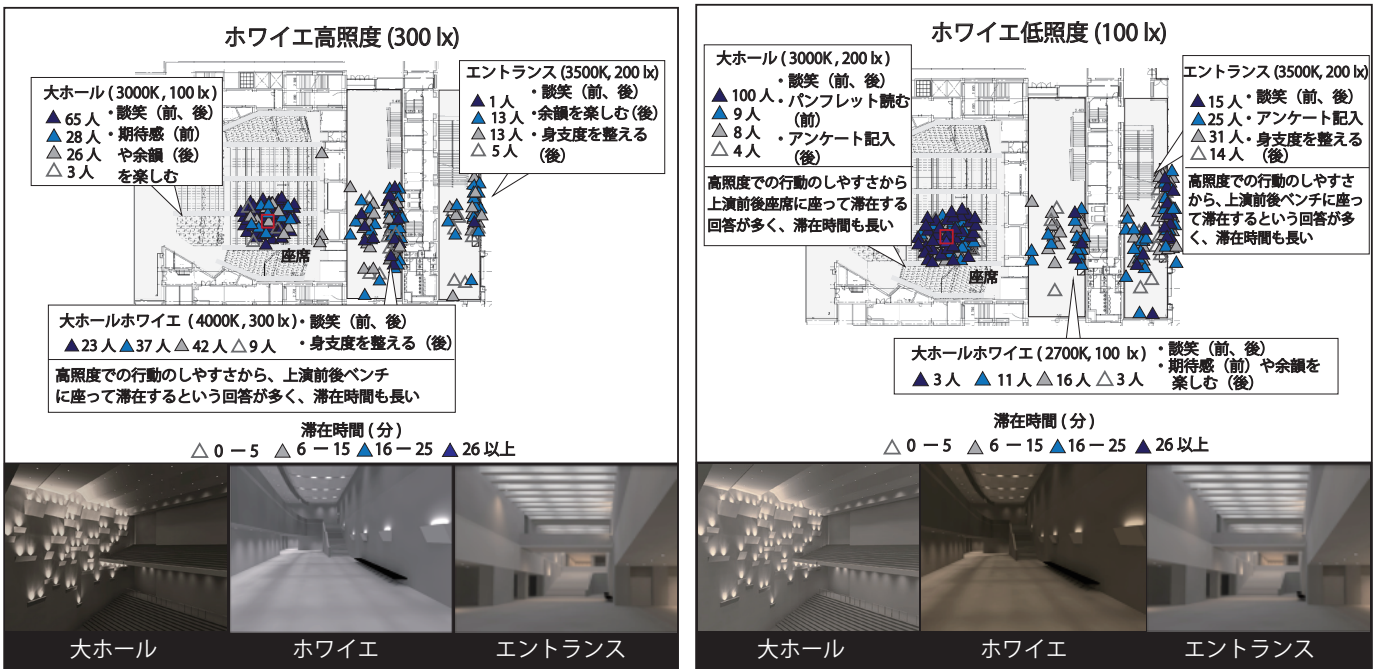 ホワイエ高照度 (300 lx)
大ホール ( 3000K , 100 lx )
65 人
28 人
26 人
3 人
・談笑（前、後）
・期待感（前）
や余韻（後）
を楽しむ
エントランス (3500K, 200 lx)
1 人
13 人
13 人
5 人
・談笑（前、後）
・余韻を楽しむ(後)
・身支度を整える
（後）
座席
大ホールホワイエ（ 4000K , 300 lx ）
23 人 37 人 42 人 9 人
・談笑（前、後）
・身支度を整える（後）
高照度での行動のしやすさから、上演前後ベンチ
に座って滞在するという回答が多く、滞在時間も長い
滞在時間 ( 分 )
0 － 5 6 － 15 16 － 25 26 以上
大ホール ホワイエ エントランス
ホワイエ低照度 (100 lx)
大ホール ( 3000K, 200 lx)
100 人
9 人
8 人
4 人
・談笑（前、後）
・パンフレット読む
（前）
・アンケート記入
（後）
高照度での行動のしやすさから
上演前後座席に座って滞在する
回答が多く、滞在時間も長い
エントランス (3500K, 200 lx)
15 人
25 人
31 人
14 人
・談笑（前、後）
・アンケート記入
・身支度を整える
（後）
高照度での行動のしやすさ
から、上演前後ベンチに座っ
て滞在するという回答が多
く、滞在時間も長い
座席
大ホールホワイエ（ 2700K, 100 lx）
3 人 11 人 16 人 3 人
・談笑（前、後）
・期待感（前）や余韻を
楽しむ（後）
滞在時間 ( 分 )
0 － 5 6 － 15 16 － 25 26 以上
大ホール ホワイエ エントランス